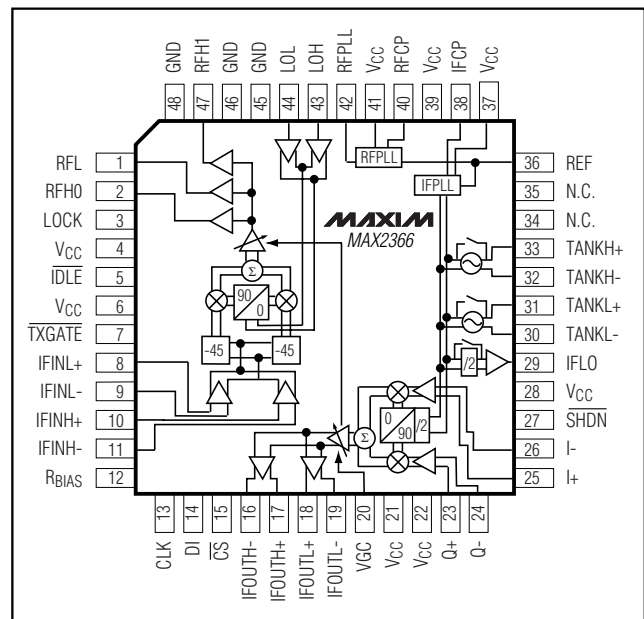 GND RFH1 GND GND LOL LOH RFPLL VCC RFCP VCC IFCP VCC
48 47 46 45 44 43 42 41 40 39 38 37
RFL 1
RFH0 2
LOCK 3
VCC 4
IDLE 5
VCC 6
TXGATE 7
IFINL+ 8
IFINL- 9
IFINH+ 10
IFINH- 11
RBIAS 12
RFPLL
IFPLL
MAXIM
MAX2366
Σ
90
0
-45 -45
/2
0
90 /2
Σ
36 REF
35 N.C.
34 N.C.
33 TANKH+
32 TANKH-
31 TANKL+
30 TANKL-
29 IFLO
28 VCC
27 SHDN
26 I-
25 I+
13 14 15 16 17 18 19 20 21 22 23 24
CLK DI CS IFOUTH- IFOUTH+ IFOUTL+ IFOUTL- VGC VCC VCC Q+ Q-